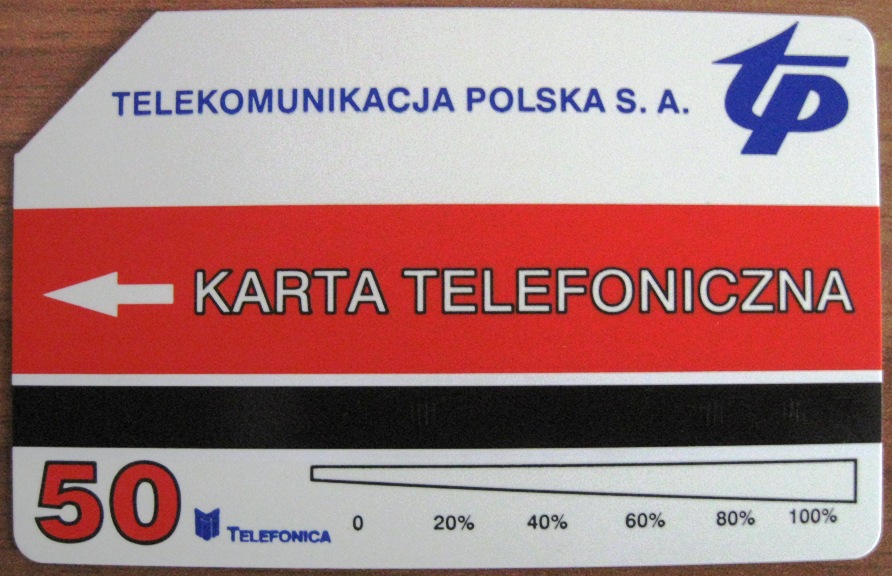 TELEKOMUNIKACJA POLSKA S. A.
tp
KARTA TELEFONICZNA
50
TELEFONICA
0 20% 40% 60% 80% 100%